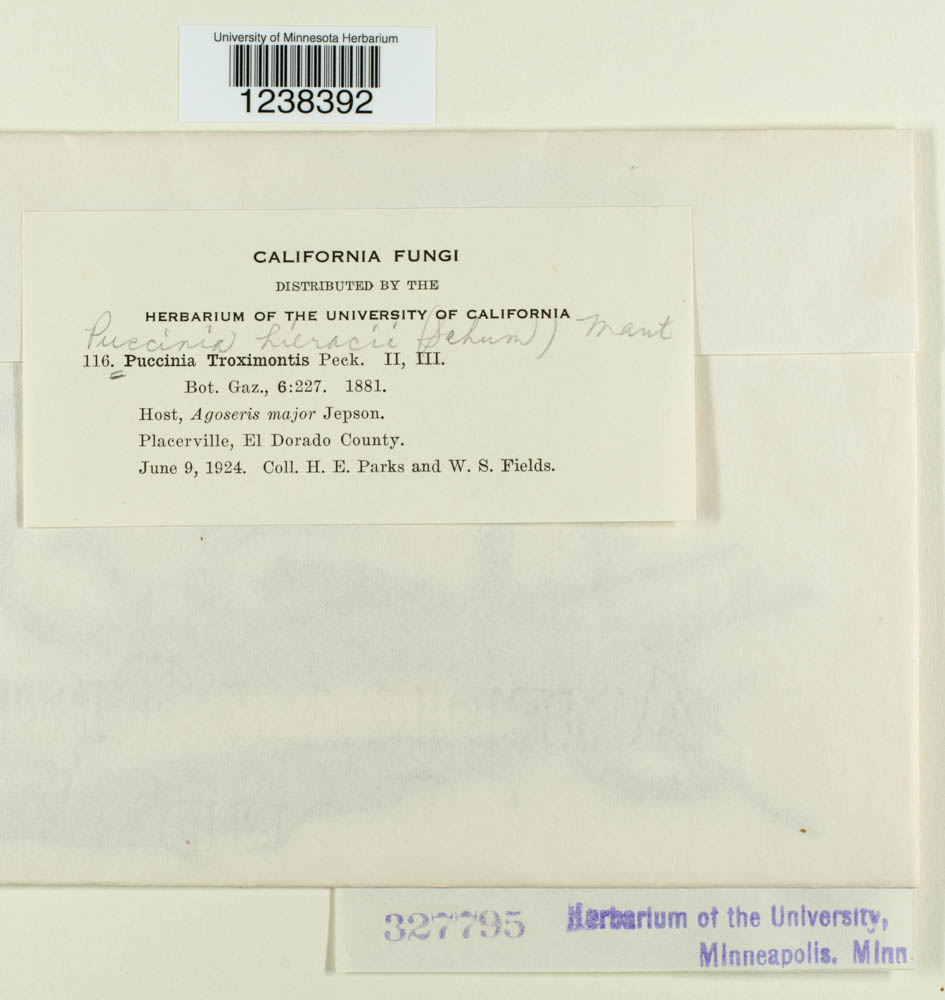 University of Minnesota Herbarium
1238392
CALIFORNIA FUNGI
DISTRIBUTED BY THE
HERBARIUM OF THE UNIVERSITY OF CALIFORNIA
Puccinia hieracii (Schum) Mart
116. Puccinia Troximontis Peck. II, III.
Bot. Gaz., 6:227. 1881.
Host, Agoseris major Jepson.
Placerville, El Dorado County.
June 9, 1924. Coll. H. E. Parks and W. S. Fields.
327795
Herbarium of the University,
Minneapolis. Minn